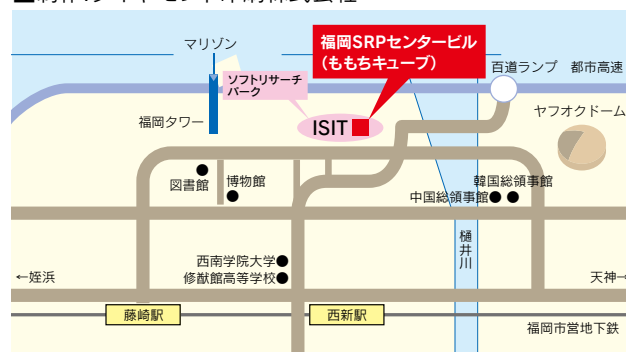 マリゾン
福岡SRPセンタービル
(ももちキューブ)
百道ランプ
都市高速
ソフトリサーチ
パーク
ヤフオクドーム
福岡タワー
ISIT
図書館
博物館
韓国総領事館
中国総領事館
樋井川
西南学院大学
修猷館高等学校
←姪浜
天神
藤崎駅
西新駅
福岡市営地下鉄